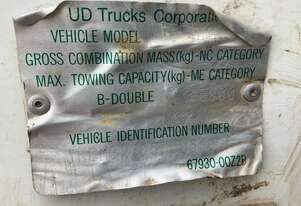 UD Trucks Corporation
VEHICLE MODEL
GROSS COMBINATION MASS(kg)-NC CATEGORY
MAX. TOWING CAPACITY(kg)-ME CATEGORY
B-DOUBLE
VEHICLE IDENTIFICATION NUMBER
67930-00Z2B